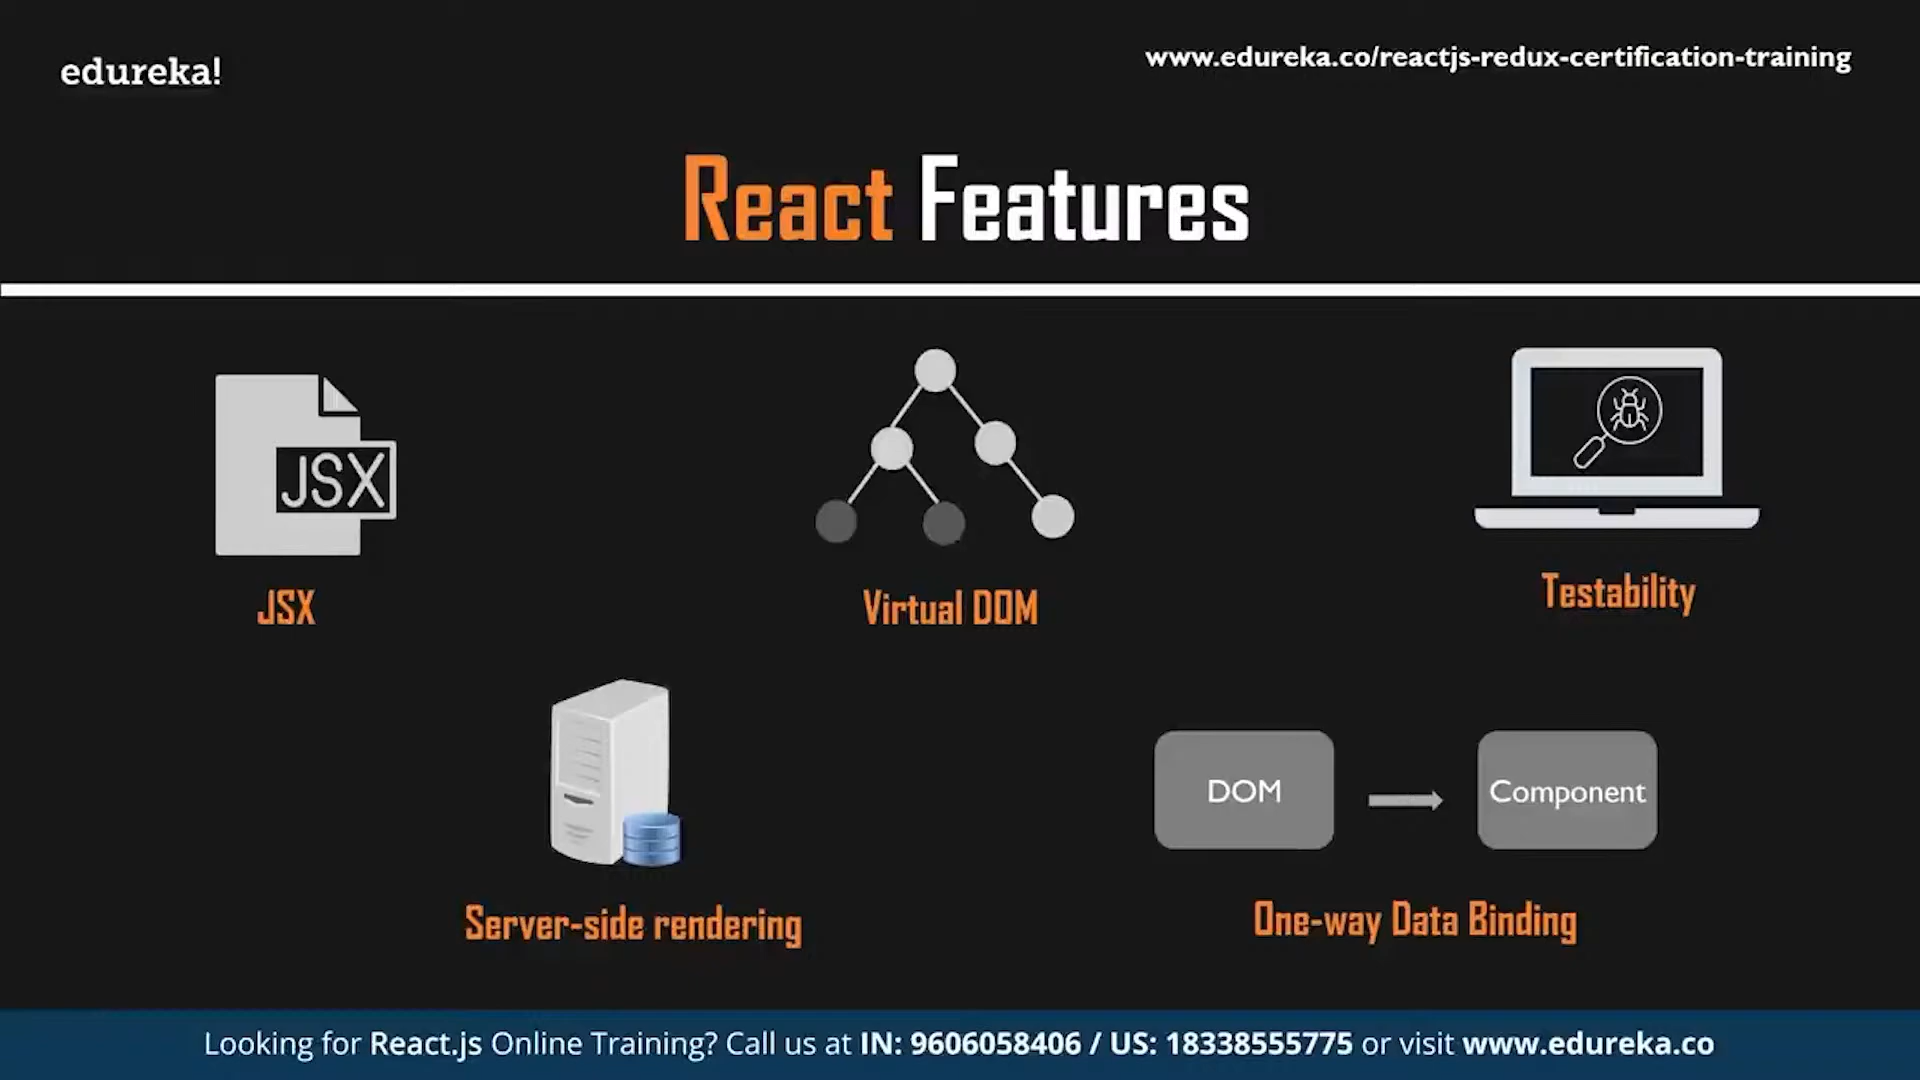 edureka!
www.edureka.co/reactjs-redux-certification-training
React Features
JSX
JSX
Virtual DOM
Testability
Server-side rendering
DOM
Component
One-way Data Binding
Looking for React.js Online Training? Call us at IN: 9606058406 / US: 18338555775 or visit www.edureka.co